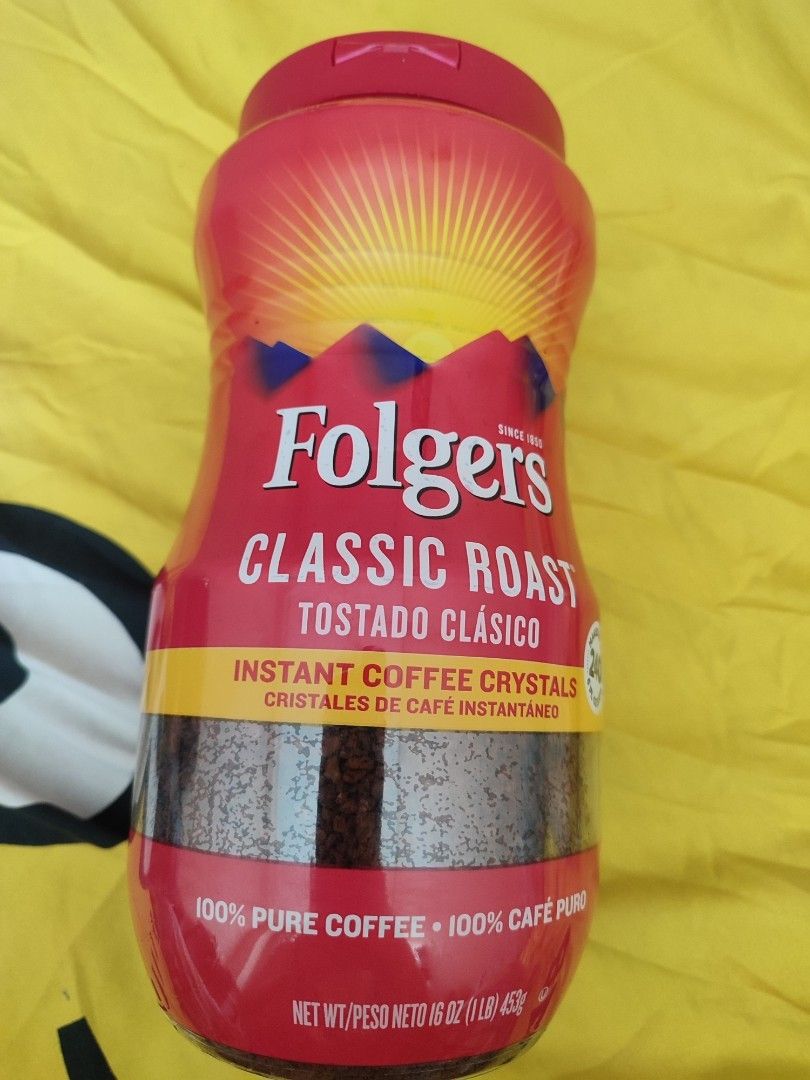 SINCE 1850
Folgers
CLASSIC ROAST
TOSTADO CLÁSICO
INSTANT COFFEE CRYSTALS
CRISTALES DE CAFÉ INSTANTÁNEO
100% PURE COFFEE • 100% CAFÉ PURO
NET WT/PESO NETO 16 OZ (1 LB) 453g